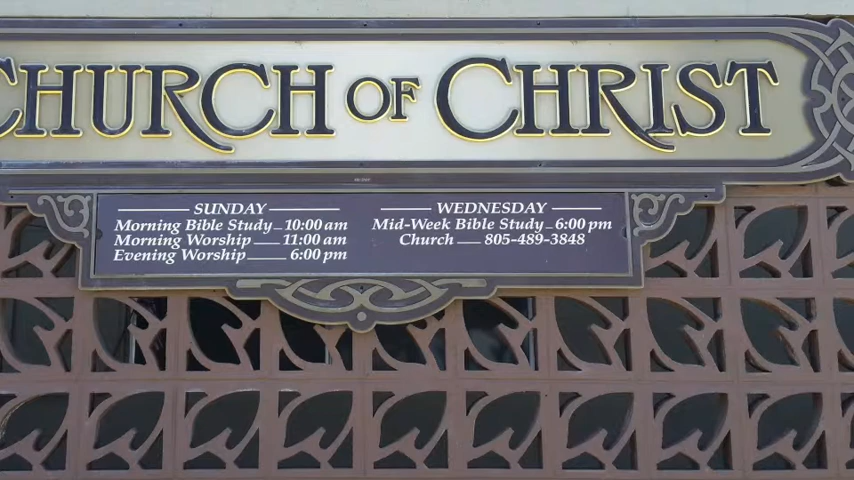 CHURCH OF CHRIST
SUNDAY
Morning Bible Study 10:00 am
Morning Worship 11:00 am
Evening Worship 6:00 pm
WEDNESDAY
Mid-Week Bible Study 6:00 pm
Church 805-489-3848